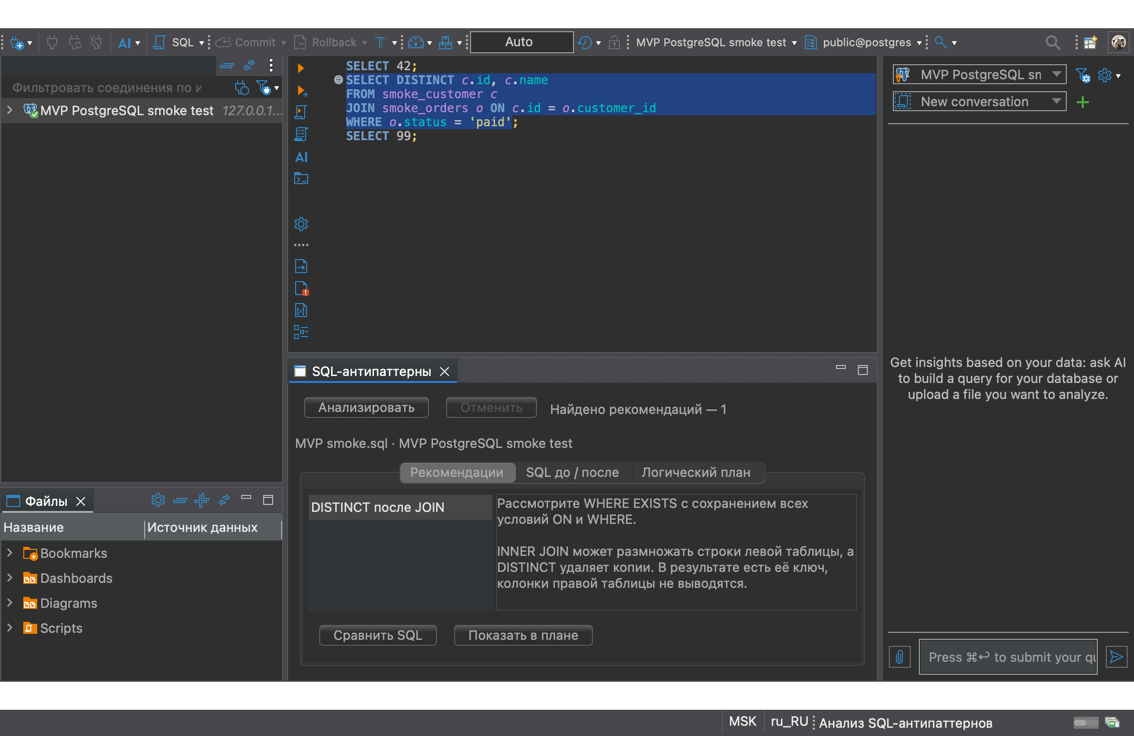 AI
SQL
Commit
Rollback
T
Auto
MVP PostgreSQL smoke test
public@postgres
Фильтровать соединения по и
MVP PostgreSQL smoke test 127.0.0.1...
SELECT 42;
SELECT DISTINCT c.id, c.name
FROM smoke_customer c
JOIN smoke_orders o ON c.id = o.customer_id
WHERE o.status = 'paid';
SELECT 99;
AI
MVP PostgreSQL sn
New conversation
Get insights based on your data: ask AI
to build a query for your database or
upload a file you want to analyze.
Press ⌘↩ to submit your qu
SQL-антипаттерны
Анализировать
Отменить
Найдено рекомендаций — 1
MVP smoke.sql · MVP PostgreSQL smoke test
Рекомендации
SQL до / после
Логический план
DISTINCT после JOIN
Рассмотрите WHERE EXISTS с сохранением всех
условий ON и WHERE.
INNER JOIN может размножать строки левой таблицы, а
DISTINCT удаляет копии. В результате есть её ключ,
колонки правой таблицы не выводятся.
Сравнить SQL
Показать в плане
Файлы
Название
Источник данных
Bookmarks
Dashboards
Diagrams
Scripts
MSK
ru_RU
Анализ SQL-антипаттернов